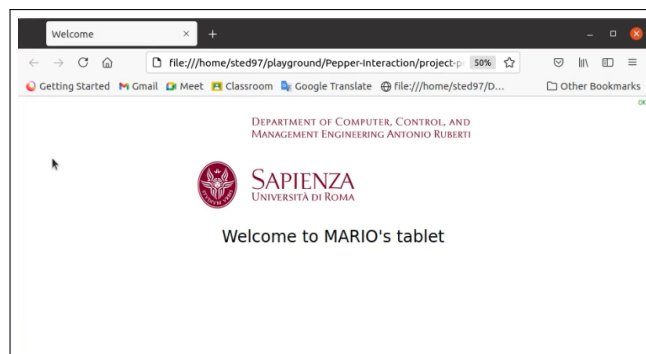 Welcome
file:///home/sted97/playground/Pepper-Interaction/project-p 50%
Getting Started Gmail Meet Classroom Google Translate file:///home/sted97/D... Other Bookmarks
OK
DEPARTMENT OF COMPUTER, CONTROL, AND
MANAGEMENT ENGINEERING ANTONIO RUBERTI
SAPIENZA
UNIVERSITÀ DI ROMA
Welcome to MARIO's tablet